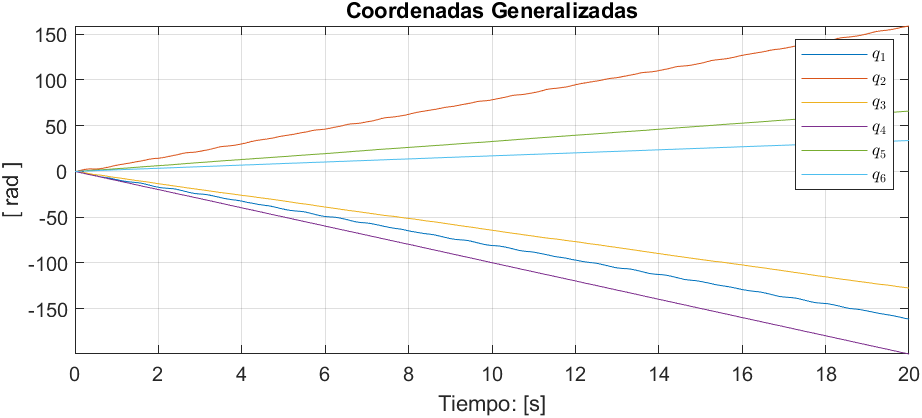 Coordenadas Generalizadas
150
100
50
0
-50
-100
-150
[ rad ]
q1
q2
q3
q4
q5
q6
0 2 4 6 8 10 12 14 16 18 20
Tiempo: [s]